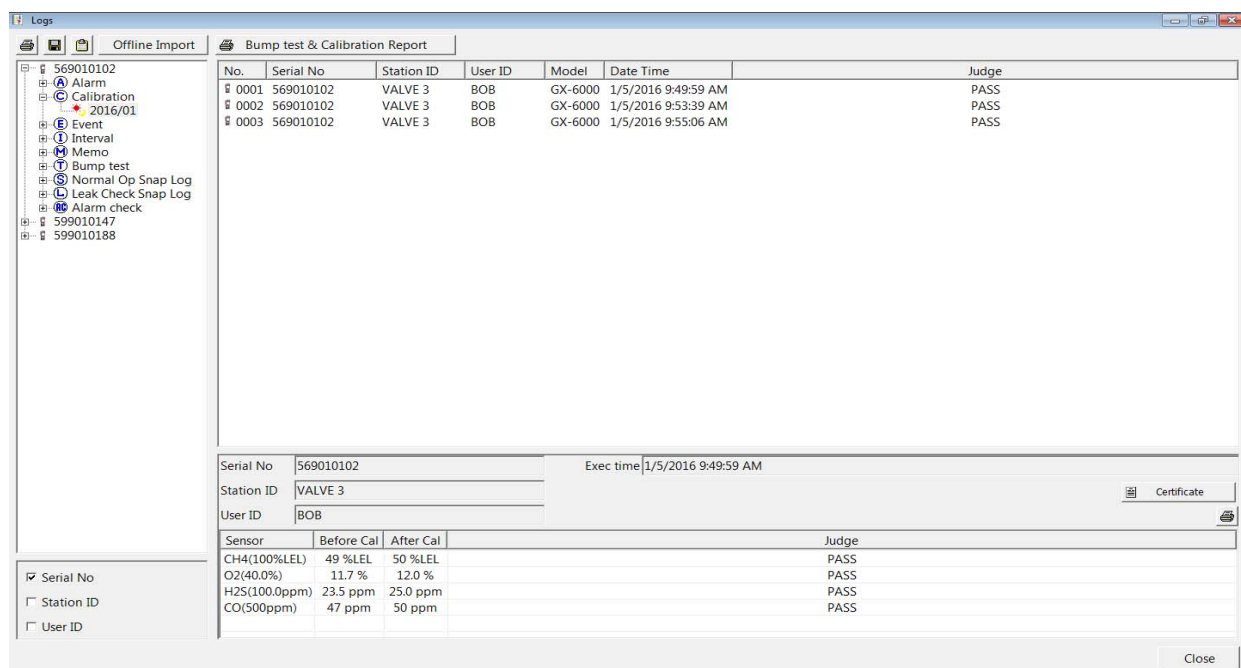 Logs
Offline Import
Bump test & Calibration Report
569010102
A Alarm
C Calibration
2016/01
E Event
I Interval
M Memo
T Bump test
S Normal Op Snap Log
L Leak Check Snap Log
AC Alarm check
599010147
599010188
No. Serial No Station ID User ID Model Date Time Judge
0001 569010102 VALVE 3 BOB GX-6000 1/5/2016 9:49:59 AM PASS
0002 569010102 VALVE 3 BOB GX-6000 1/5/2016 9:53:39 AM PASS
0003 569010102 VALVE 3 BOB GX-6000 1/5/2016 9:55:06 AM PASS
Serial No 569010102 Exec time 1/5/2016 9:49:59 AM
Station ID VALVE 3
Certificate
User ID BOB
Sensor Before Cal After Cal Judge
CH4(100%LEL) 49 %LEL 50 %LEL PASS
O2(40.0%) 11.7 % 12.0 % PASS
H2S(100.0ppm) 23.5 ppm 25.0 ppm PASS
CO(500ppm) 47 ppm 50 ppm PASS
Serial No
Station ID
User ID
Close